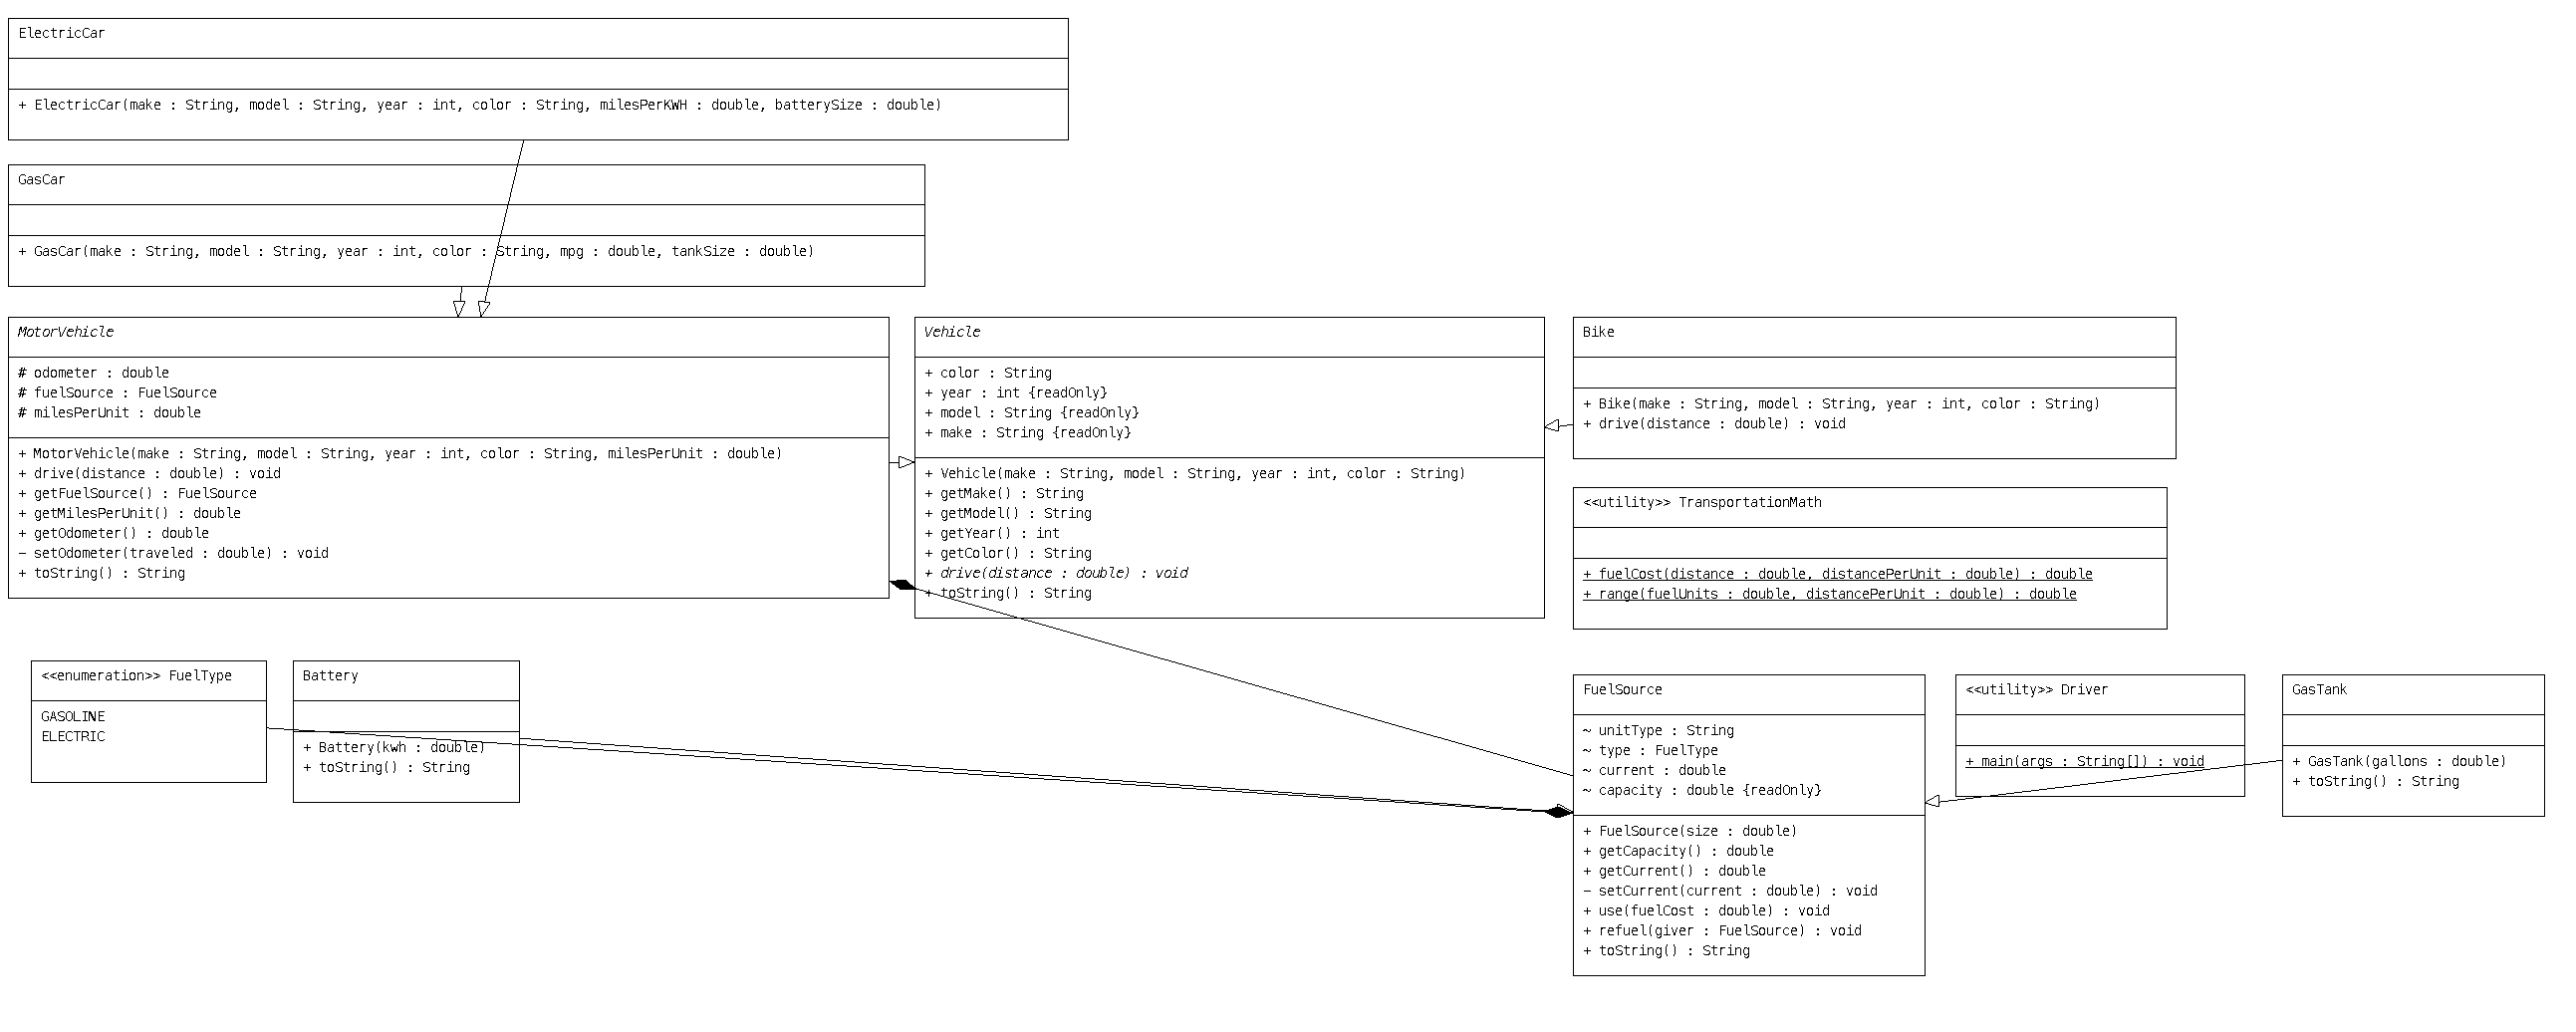 ElectricCar
+ ElectricCar(make : String, model : String, year : int, color : String, milesPerKWH : double, batterySize : double)
GasCar
+ GasCar(make : String, model : String, year : int, color : String, mpg : double, tankSize : double)
MotorVehicle
# odometer : double
# fuelSource : FuelSource
# milesPerUnit : double
+ MotorVehicle(make : String, model : String, year : int, color : String, milesPerUnit : double)
+ drive(distance : double) : void
+ getFuelSource() : FuelSource
+ getMilesPerUnit() : double
+ getOdometer() : double
- setOdometer(traveled : double) : void
+ toString() : String
Vehicle
+ color : String
+ year : int {readOnly}
+ model : String {readOnly}
+ make : String {readOnly}
+ Vehicle(make : String, model : String, year : int, color : String)
+ getMake() : String
+ getModel() : String
+ getYear() : int
+ getColor() : String
+ drive(distance : double) : void
+ toString() : String
Bike
+ Bike(make : String, model : String, year : int, color : String)
+ drive(distance : double) : void
<<utility>> TransportationMath
+ fuelCost(distance : double, distancePerUnit : double) : double
+ range(fuelUnits : double, distancePerUnit : double) : double
<<enumeration>> FuelType
GASOLINE
ELECTRIC
Battery
+ Battery(kwh : double)
+ toString() : String
FuelSource
~ unitType : String
~ type : FuelType
~ current : double
~ capacity : double {readOnly}
+ FuelSource(size : double)
+ getCapacity() : double
+ getCurrent() : double
- setCurrent(current : double) : void
+ use(fuelCost : double) : void
+ refuel(giver : FuelSource) : void
+ toString() : String
<<utility>> Driver
+ main(args : String[]) : void
GasTank
+ GasTank(gallons : double)
+ toString() : String